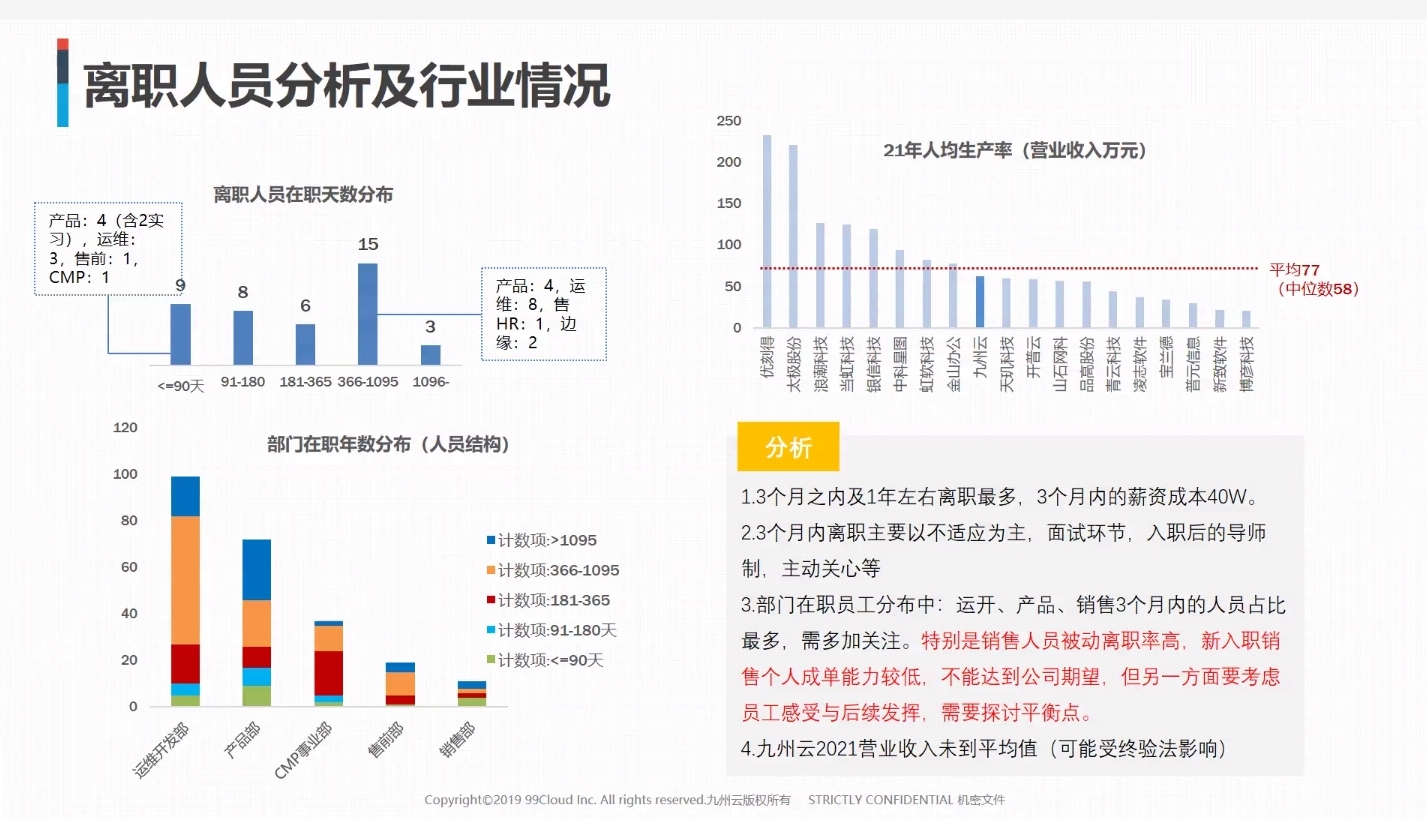 离职人员分析及行业情况
离职人员在职天数分布
产品：4（含2实
习），运维：
3，售前：1，
CMP：1
9
8
6
15
3
产品：4，运
维：8，售
HR：1，边
缘：2
<=90天
91-180
181-365
366-1095
1096-
21年人均生产率（营业收入万元）
250
200
150
100
50
0
平均77
（中位数58）
优刻得
太极股份
浪潮科技
当虹科技
银信科技
中科星图
虹软科技
金山办公
九州云
天玑科技
开普云
山石网科
品高股份
青云科技
凌志软件
宝兰德
普元信息
新致软件
博彦科技
部门在职年数分布（人员结构）
120
100
80
60
40
20
0
计数项:>1095
计数项:366-1095
计数项:181-365
计数项:91-180天
计数项:<=90天
运维开发部
产品部
CMP事业部
售前部
销售部
分析
1.3个月之内及1年左右离职最多，3个月内的薪资成本40W。
2.3个月内离职主要以不适应为主，面试环节，入职后的导师
制，主动关心等
3.部门在职员工分布中：运开、产品、销售3个月内的人员占比
最多，需多加关注。特别是销售人员被动离职率高，新入职销
售个人成单能力较低，不能达到公司期望，但另一方面要考虑
员工感受与后续发挥，需要探讨平衡点。
4.九州云2021营业收入未到平均值（可能受终验法影响）
Copyright©2019 99Cloud Inc. All rights reserved.九州云版权所有 STRICTLY CONFIDENTIAL 机密文件